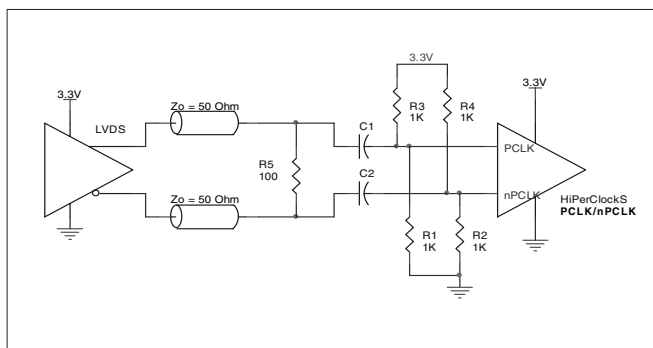 3.3V
LVDS
Zo = 50 Ohm
Zo = 50 Ohm
R5
100
C1
C2
3.3V
R3
1K
R4
1K
R1
1K
R2
1K
3.3V
PCLK
nPCLK
HiPerClockS
PCLK/nPCLK